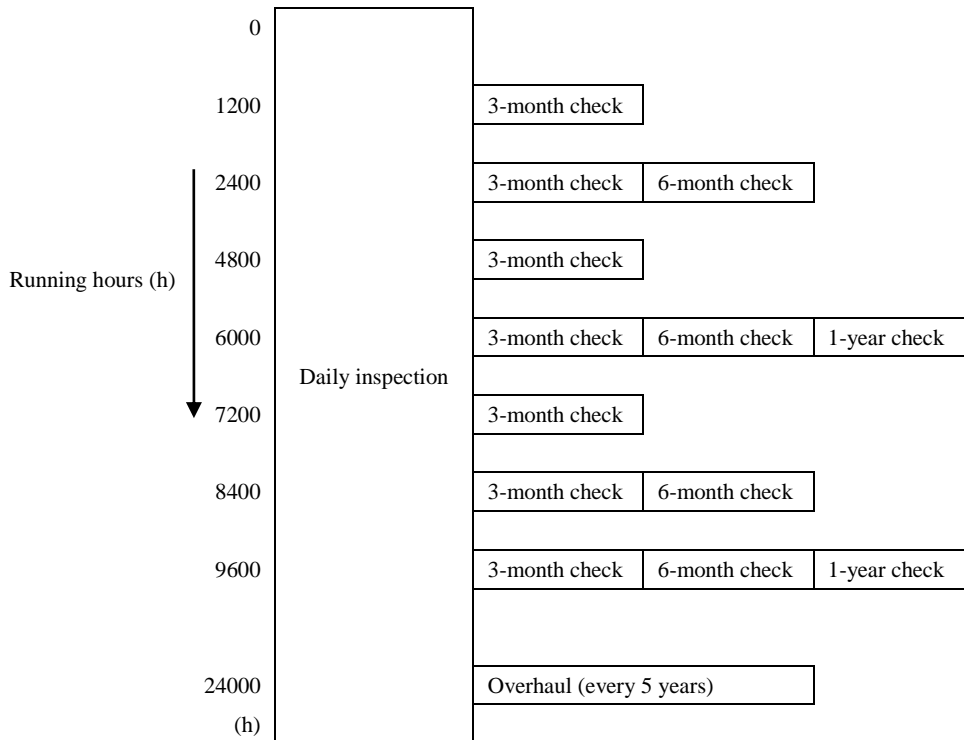 0
1200 3-month check
2400 3-month check 6-month check
4800 3-month check
Running hours (h)
6000 3-month check 6-month check 1-year check
Daily inspection
7200 3-month check
8400 3-month check 6-month check
9600 3-month check 6-month check 1-year check
24000 Overhaul (every 5 years)
(h)